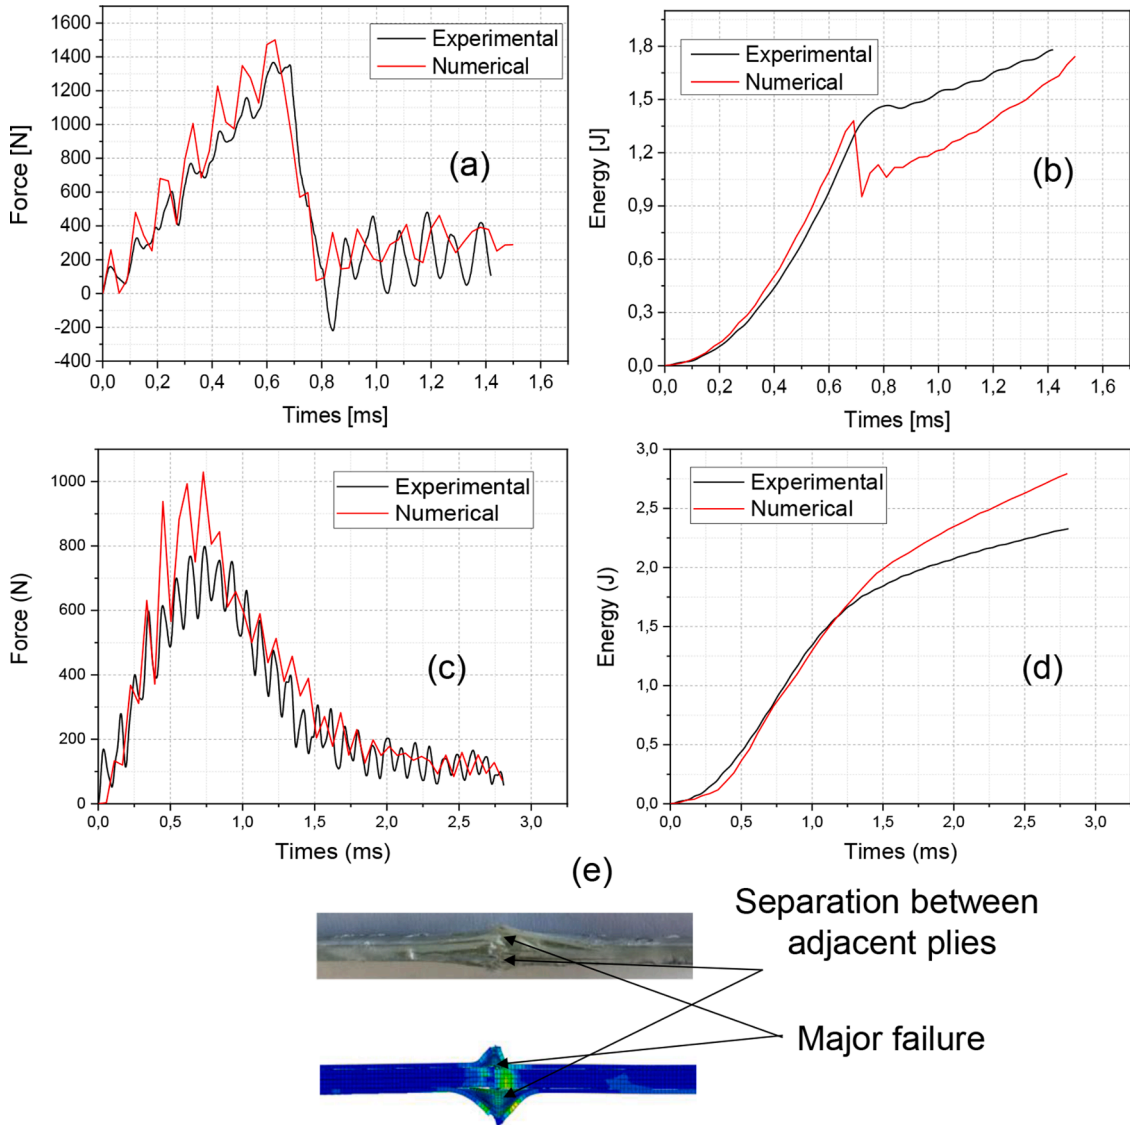 1600
1400
1200
1000
800
600
400
200
0
-200
-400
Force [N]
Experimental
Numerical
(a)
0,0 0,2 0,4 0,6 0,8 1,0 1,2 1,4 1,6
Times [ms]
1,8
1,5
1,2
0,9
0,6
0,3
0,0
Energy [J]
Experimental
Numerical
(b)
0,0 0,2 0,4 0,6 0,8 1,0 1,2 1,4 1,6
Times [ms]
1000
800
600
400
200
0
Force (N)
Experimental
Numerical
(c)
0,0 0,5 1,0 1,5 2,0 2,5 3,0
Times (ms)
3,0
2,5
2,0
1,5
1,0
0,5
0,0
Energy (J)
Experimental
Numerical
(d)
0,0 0,5 1,0 1,5 2,0 2,5 3,0
Times (ms)
(e)
Separation between
adjacent plies
Major failure